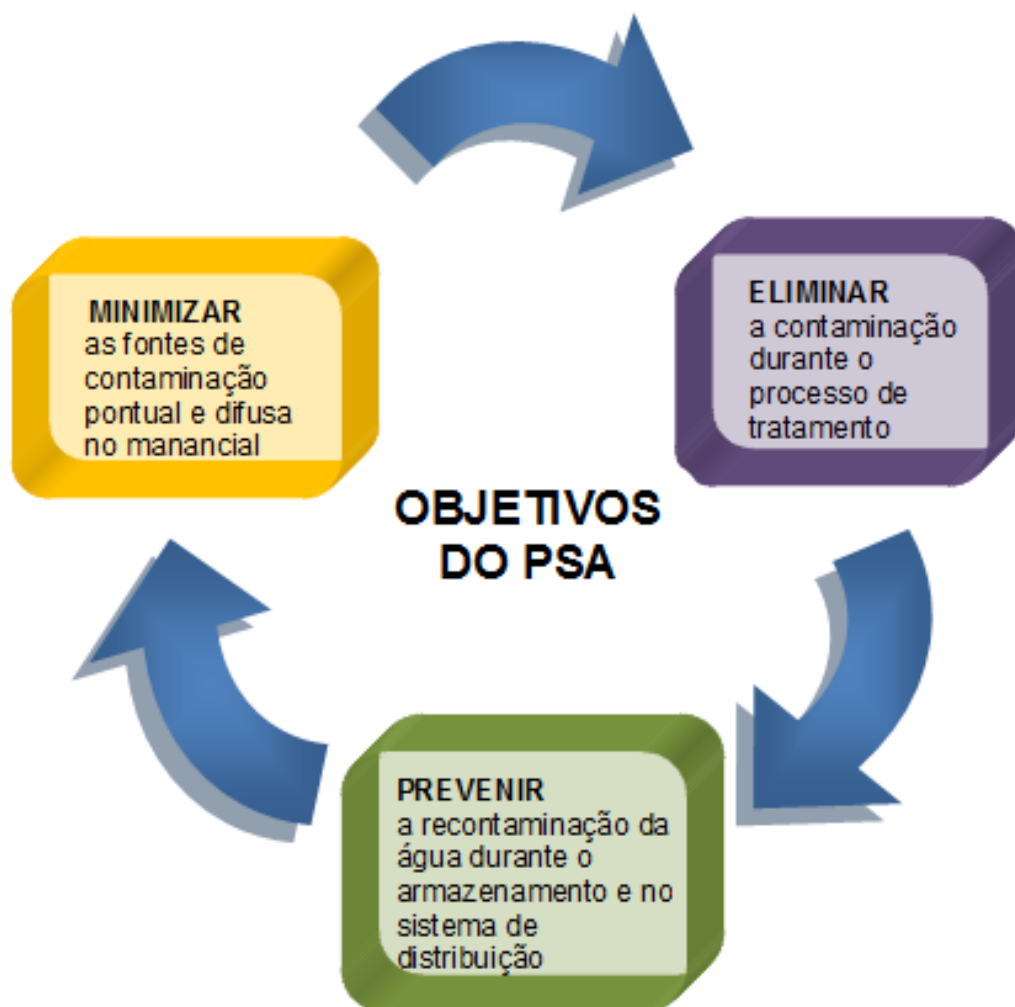 MINIMIZAR
as fontes de
contaminação
pontual e difusa
no manancial
ELIMINAR
a contaminação
durante o
processo de
tratamento
OBJETIVOS
DO PSA
PREVENIR
a recontaminação da
água durante o
armazenamento e no
sistema de
distribuição